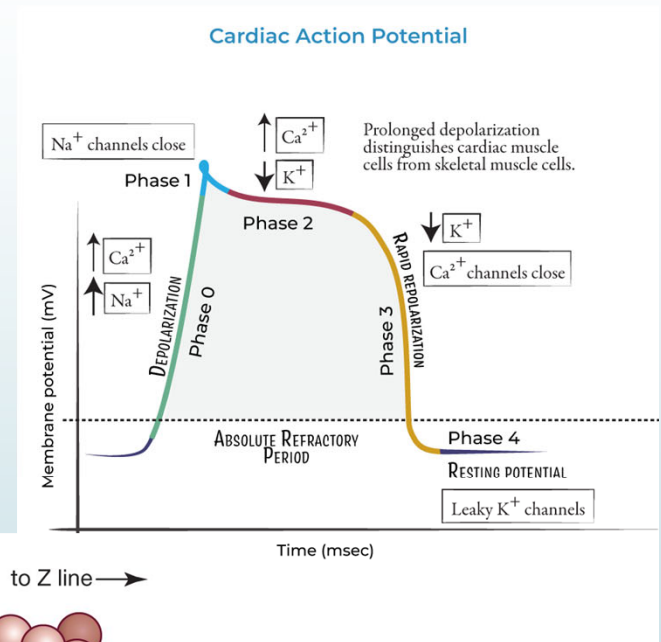 Cardiac Action Potential
Na⁺ channels close
Phase 1
Ca²⁺
K⁺
Prolonged depolarization
distinguishes cardiac muscle
cells from skeletal muscle cells.
Phase 2
Ca²⁺
Na⁺
DEPOLARIZATION
Phase 0
K⁺
Ca²⁺ channels close
RAPID REPOLARIZATION
Phase 3
Membrane potential (mV)
ABSOLUTE REFRACTORY
PERIOD
Phase 4
RESTING POTENTIAL
Leaky K⁺ channels
Time (msec)
to Z line